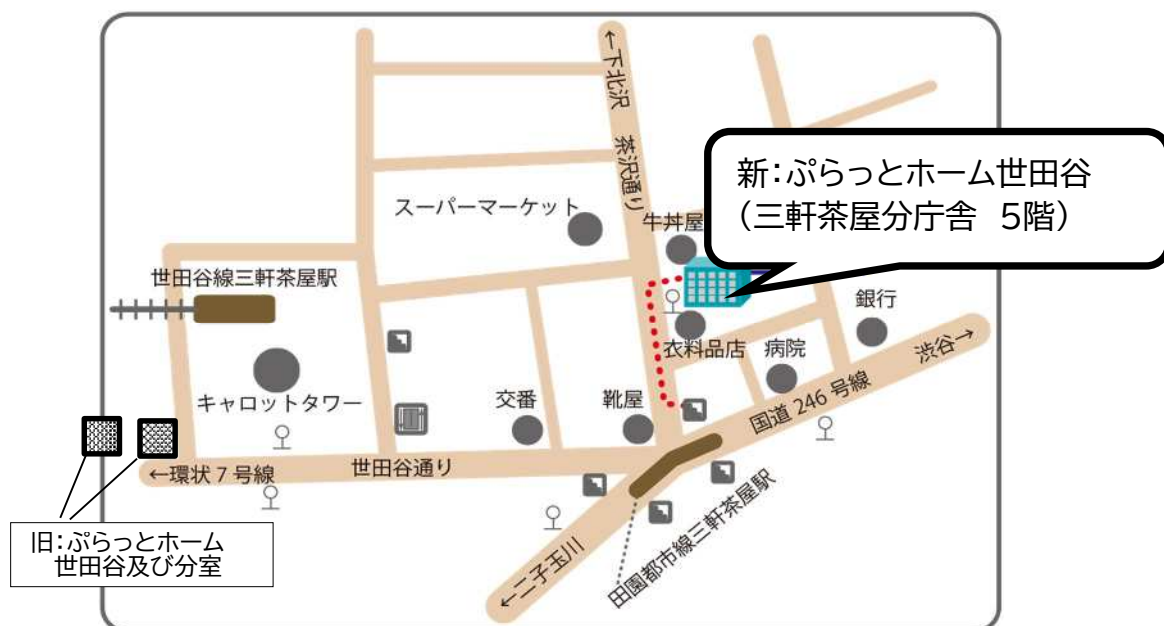 ←下北沢
茶沢通り
新：ぷらっとホーム世田谷
（三軒茶屋分庁舎　5階）
スーパーマーケット
牛丼屋
世田谷線三軒茶屋駅
銀行
衣料品店
病院
渋谷→
キャロットタワー
交番
靴屋
国道 246 号線
世田谷通り
←環状 7 号線
旧：ぷらっとホーム
世田谷及び分室
←二子玉川
田園都市線三軒茶屋駅